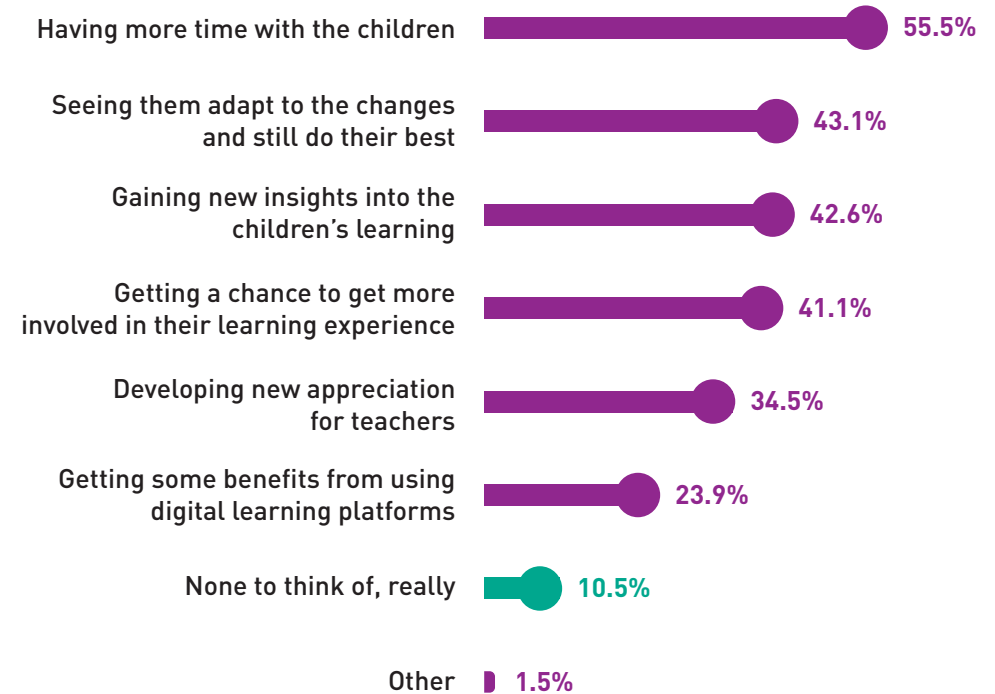 Having more time with the children
55.5%
Seeing them adapt to the changes
and still do their best
43.1%
Gaining new insights into the
children’s learning
42.6%
Getting a chance to get more
involved in their learning experience
41.1%
Developing new appreciation
for teachers
34.5%
Getting some benefits from using
digital learning platforms
23.9%
None to think of, really
10.5%
Other
1.5%